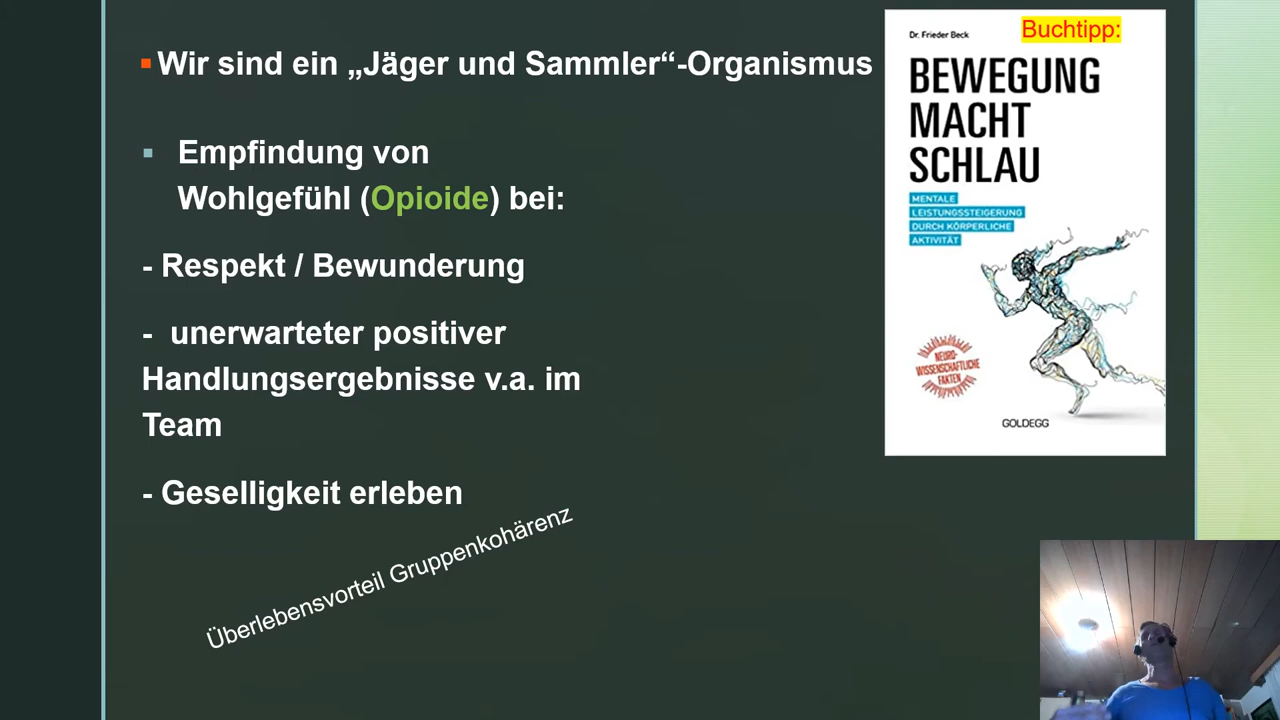 Wir sind ein „Jäger und Sammler“-Organismus
Empfindung von
Wohlgefühl (Opioide) bei:
- Respekt / Bewunderung
- unerwarteter positiver
Handlungsergebnisse v.a. im
Team
- Geselligkeit erleben
Überlebensvorteil Gruppenkohärenz
Buchtipp:
Dr. Frieder Beck
BEWEGUNG
MACHT
SCHLAU
MENTALE
LEISTUNGSSTEIGERUNG
DURCH KÖRPERLICHE
AKTIVITÄT
NEURO-
WISSENSCHAFTLICHE
FAKTEN
GOLDEGG